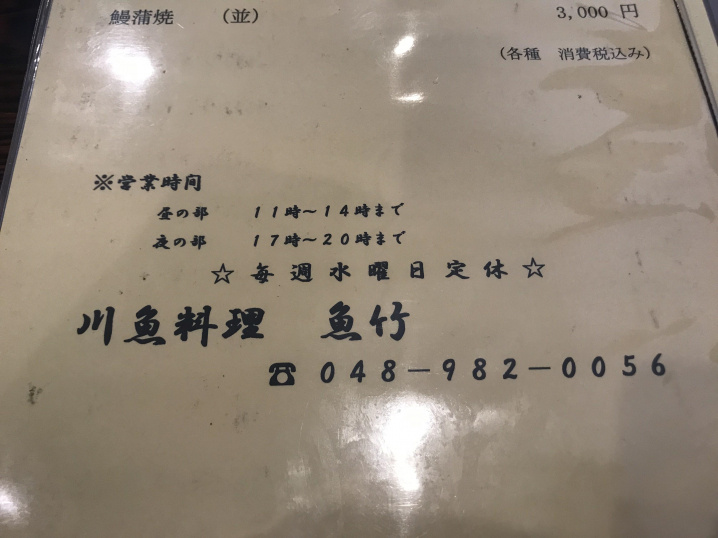 鰻蒲焼　（並）　3,000 円
（各種　消費税込み）
※営業時間
昼の部　１１時～１４時まで
夜の部　１７時～２０時まで
☆毎週水曜日定休☆
川魚料理　魚竹
☎０４８－９８２－００５６